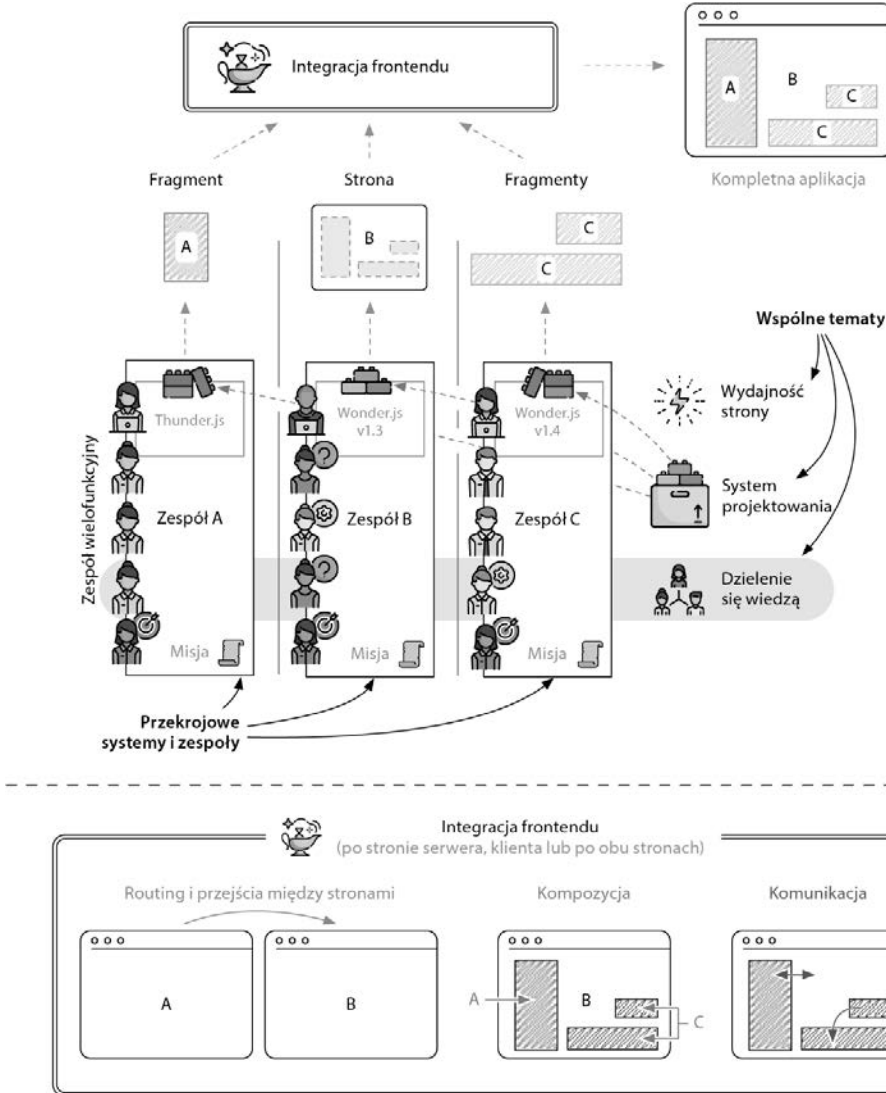 Integracja frontendu
A
B
C
C
Kompletna aplikacja
Fragment
Strona
Fragmenty
A
B
C
C
Wspólne tematy
Thunder.js
Wonder.js
v1.3
Wonder.js
v1.4
Wydajność
strony
System
projektowania
Zespół wielofunkcyjny
Zespół A
Zespół B
Zespół C
?
?
Dzielenie
się wiedzą
Misja
Misja
Misja
Przekrojowe
systemy i zespoły
Integracja frontendu
(po stronie serwera, klienta lub po obu stronach)
Routing i przejścia między stronami
Kompozycja
Komunikacja
A
B
A
B
C